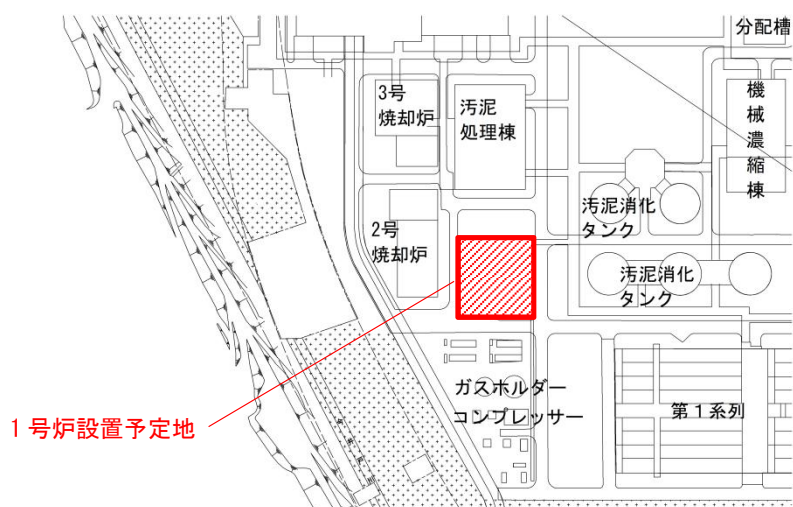 分配槽
3号
焼却炉
汚泥
処理棟
機
械
濃
縮
棟
汚泥消化
タンク
2号
焼却炉
汚泥消化
タンク
ガスホルダー
コンプレッサー
第１系列
１号炉設置予定地